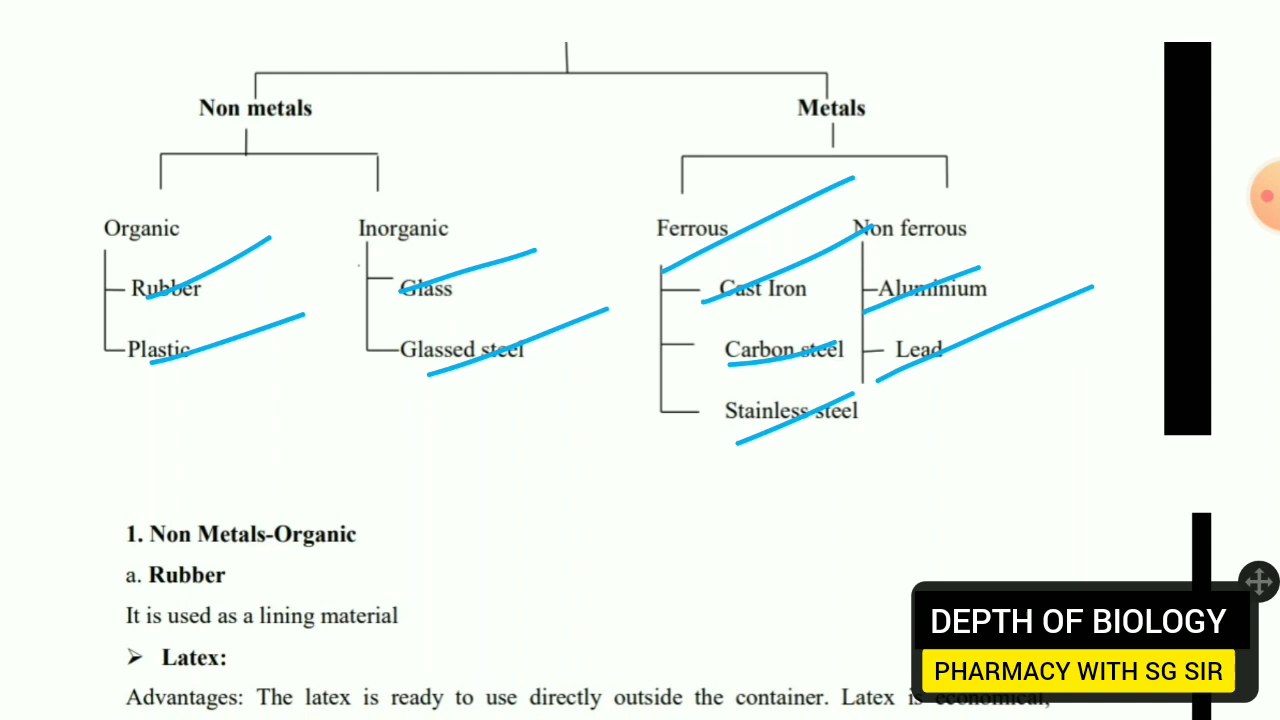 Non metals Metals
Organic Inorganic Ferrous Non ferrous
Rubber Glass Cast Iron Aluminium
Plastic Glassed steel Carbon steel Lead
Stainless steel
1. Non Metals-Organic
a. Rubber
It is used as a lining material
➢ Latex:
Advantages: The latex is ready to use directly outside the container. Latex is economical,
DEPTH OF BIOLOGY
PHARMACY WITH SG SIR